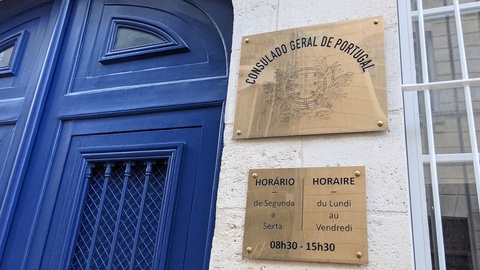 CONSULADO GERAL DE PORTUGAL
HORÁRIO
de Segunda
a
Sexta
HORAIRE
du Lundi
au
Vendredi
08h30 - 15h30